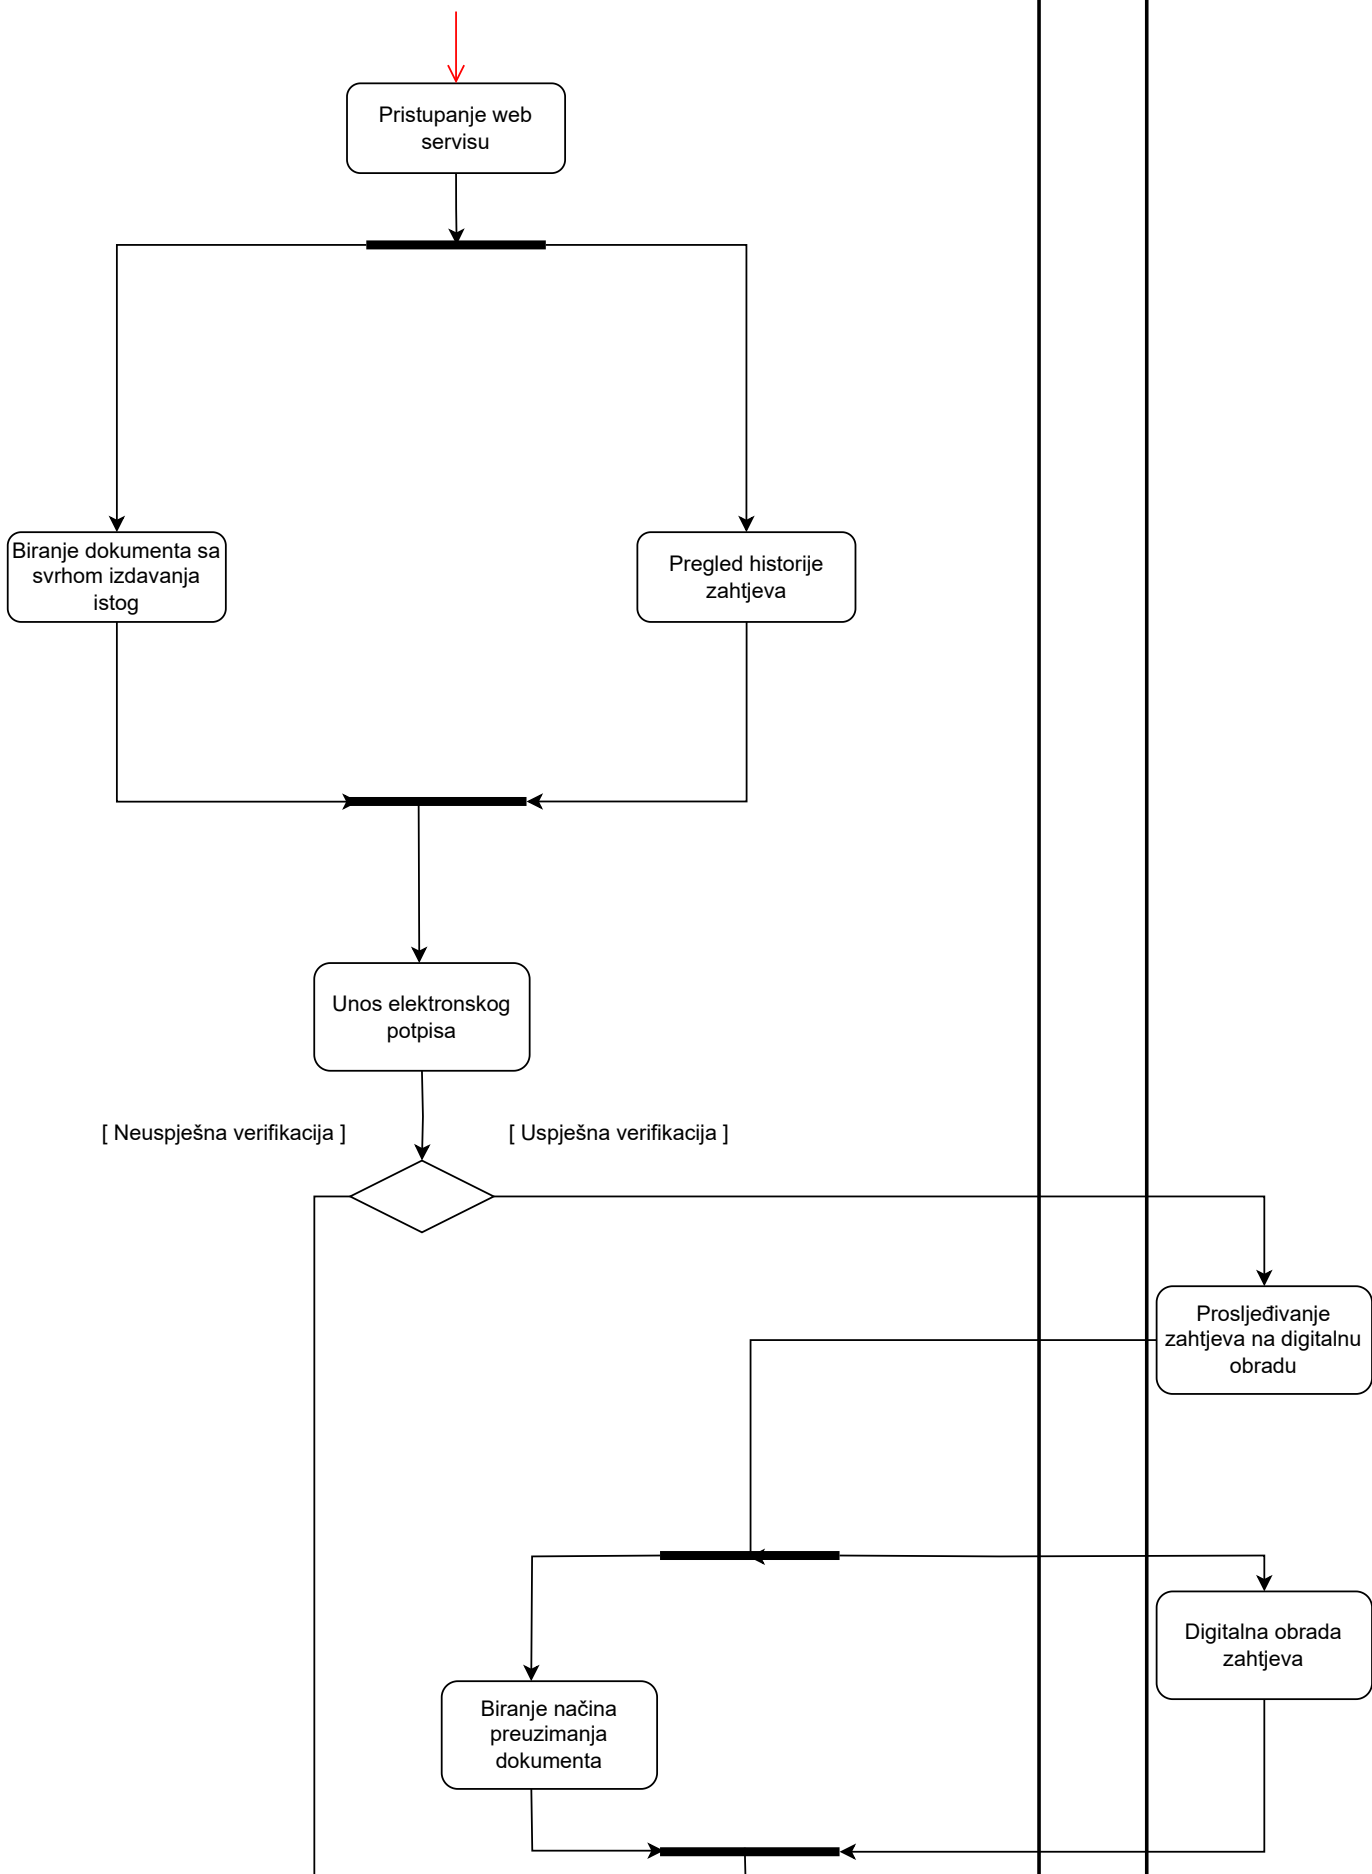 Pristupanje web
servisu
Biranje dokumenta sa
svrhom izdavanja
istog
Pregled historije
zahtjeva
Unos elektronskog
potpisa
[ Neuspješna verifikacija ]
[ Uspješna verifikacija ]
Prosljeđivanje
zahtjeva na digitalnu
obradu
Digitalna obrada
zahtjeva
Biranje načina
preuzimanja
dokumenta